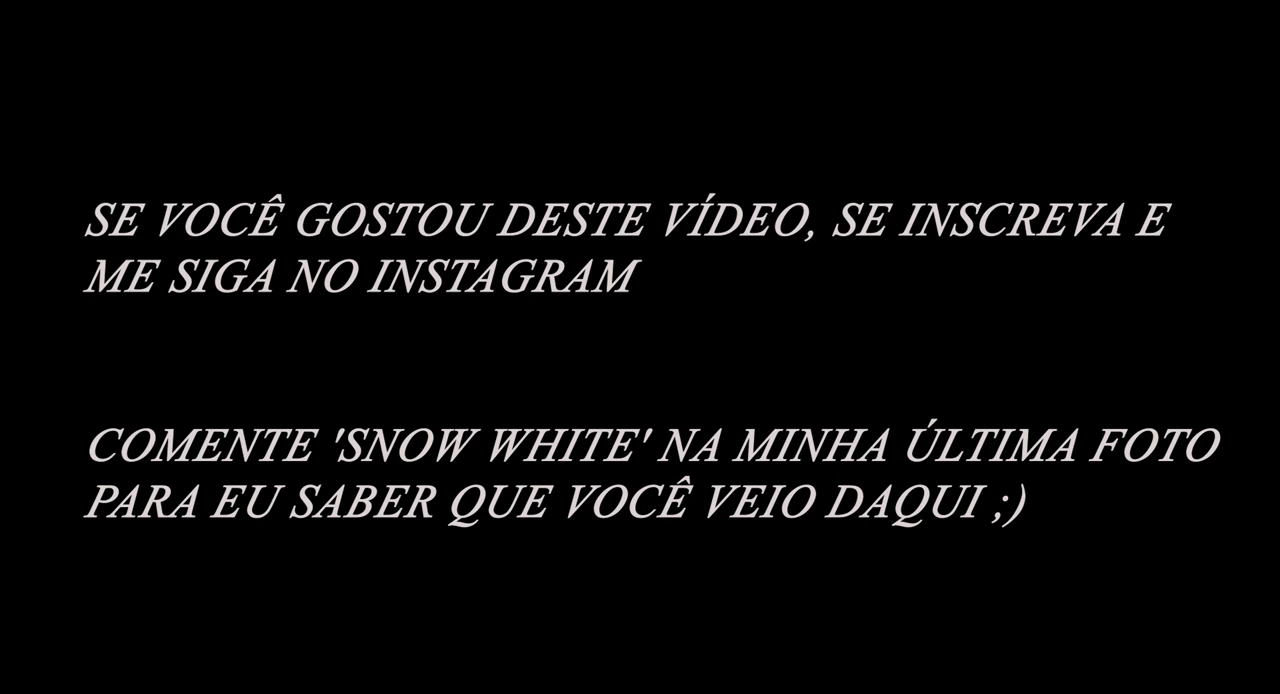 SE VOCÊ GOSTOU DESTE VÍDEO, SE INSCREVA E
ME SIGA NO INSTAGRAM
COMENTE 'SNOW WHITE' NA MINHA ÚLTIMA FOTO
PARA EU SABER QUE VOCÊ VEIO DAQUI ;)